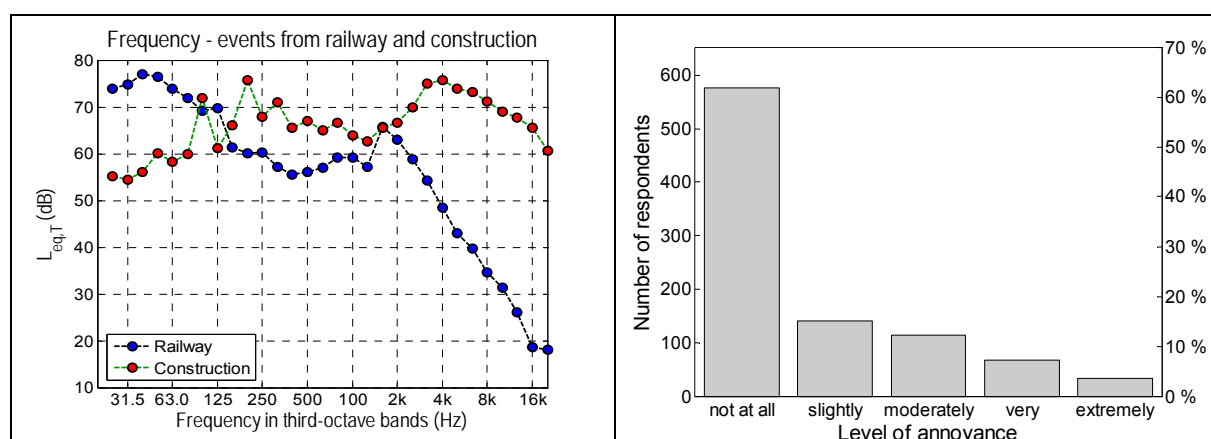 Frequency - events from railway and construction
80
70
60
50
40
30
20
10
L_eq,T (dB)
Railway
Construction
31.5 63.0 125 250 500 1k 2k 4k 8k 16k
Frequency in third-octave bands (Hz)
600
500
400
300
200
100
0
Number of respondents
70 %
60 %
50 %
40 %
30 %
20 %
10 %
0 %
not at all slightly moderately very extremely
Level of annoyance